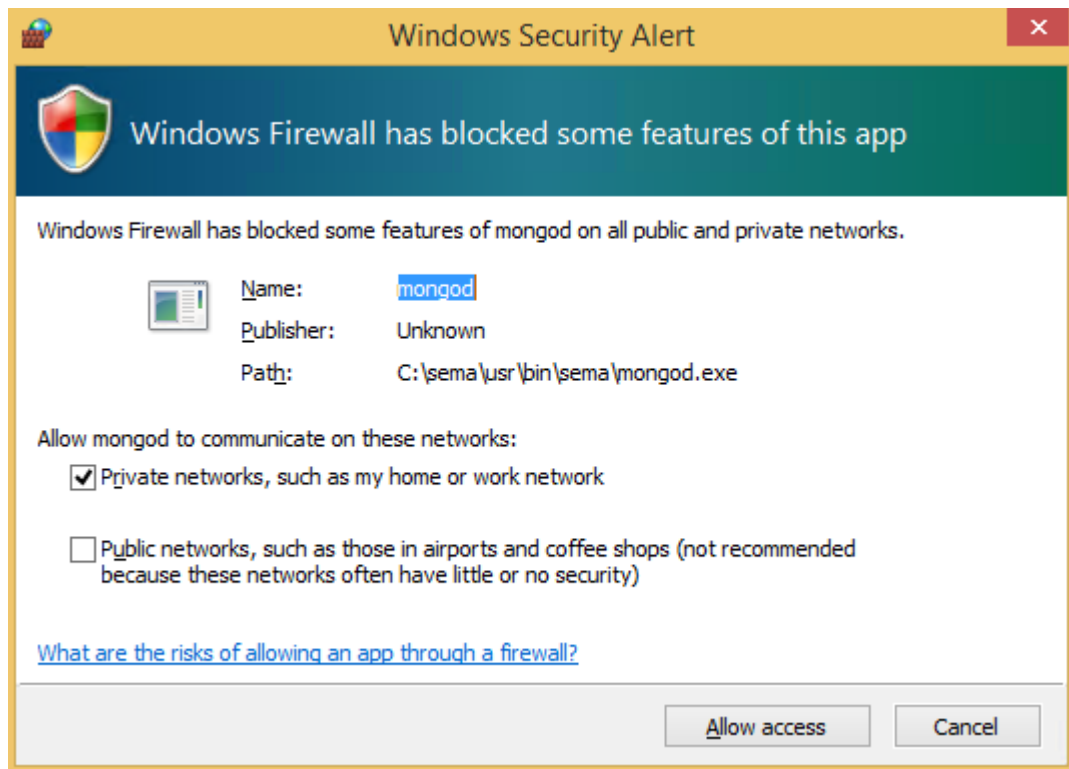 Windows Security Alert
Windows Firewall has blocked some features of this app
Windows Firewall has blocked some features of mongod on all public and private networks.
Name: mongod
Publisher: Unknown
Path: C:\sema\usr\bin\sema\mongod.exe
Allow mongod to communicate on these networks:
Private networks, such as my home or work network
Public networks, such as those in airports and coffee shops (not recommended
because these networks often have little or no security)
What are the risks of allowing an app through a firewall?
Allow access Cancel